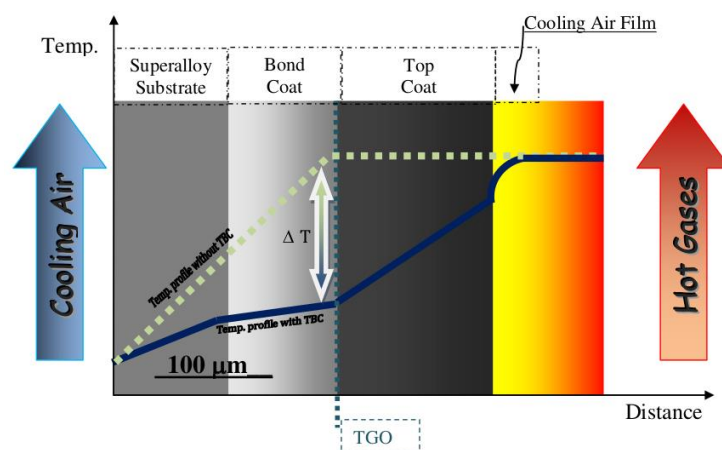 Cooling Air Film
Temp.
Superalloy
Substrate
Bond
Coat
Top
Coat
Cooling Air
Temp. profile without TBC
Δ T
Temp. profile with TBC
100 μm
Hot Gases
Distance
TGO